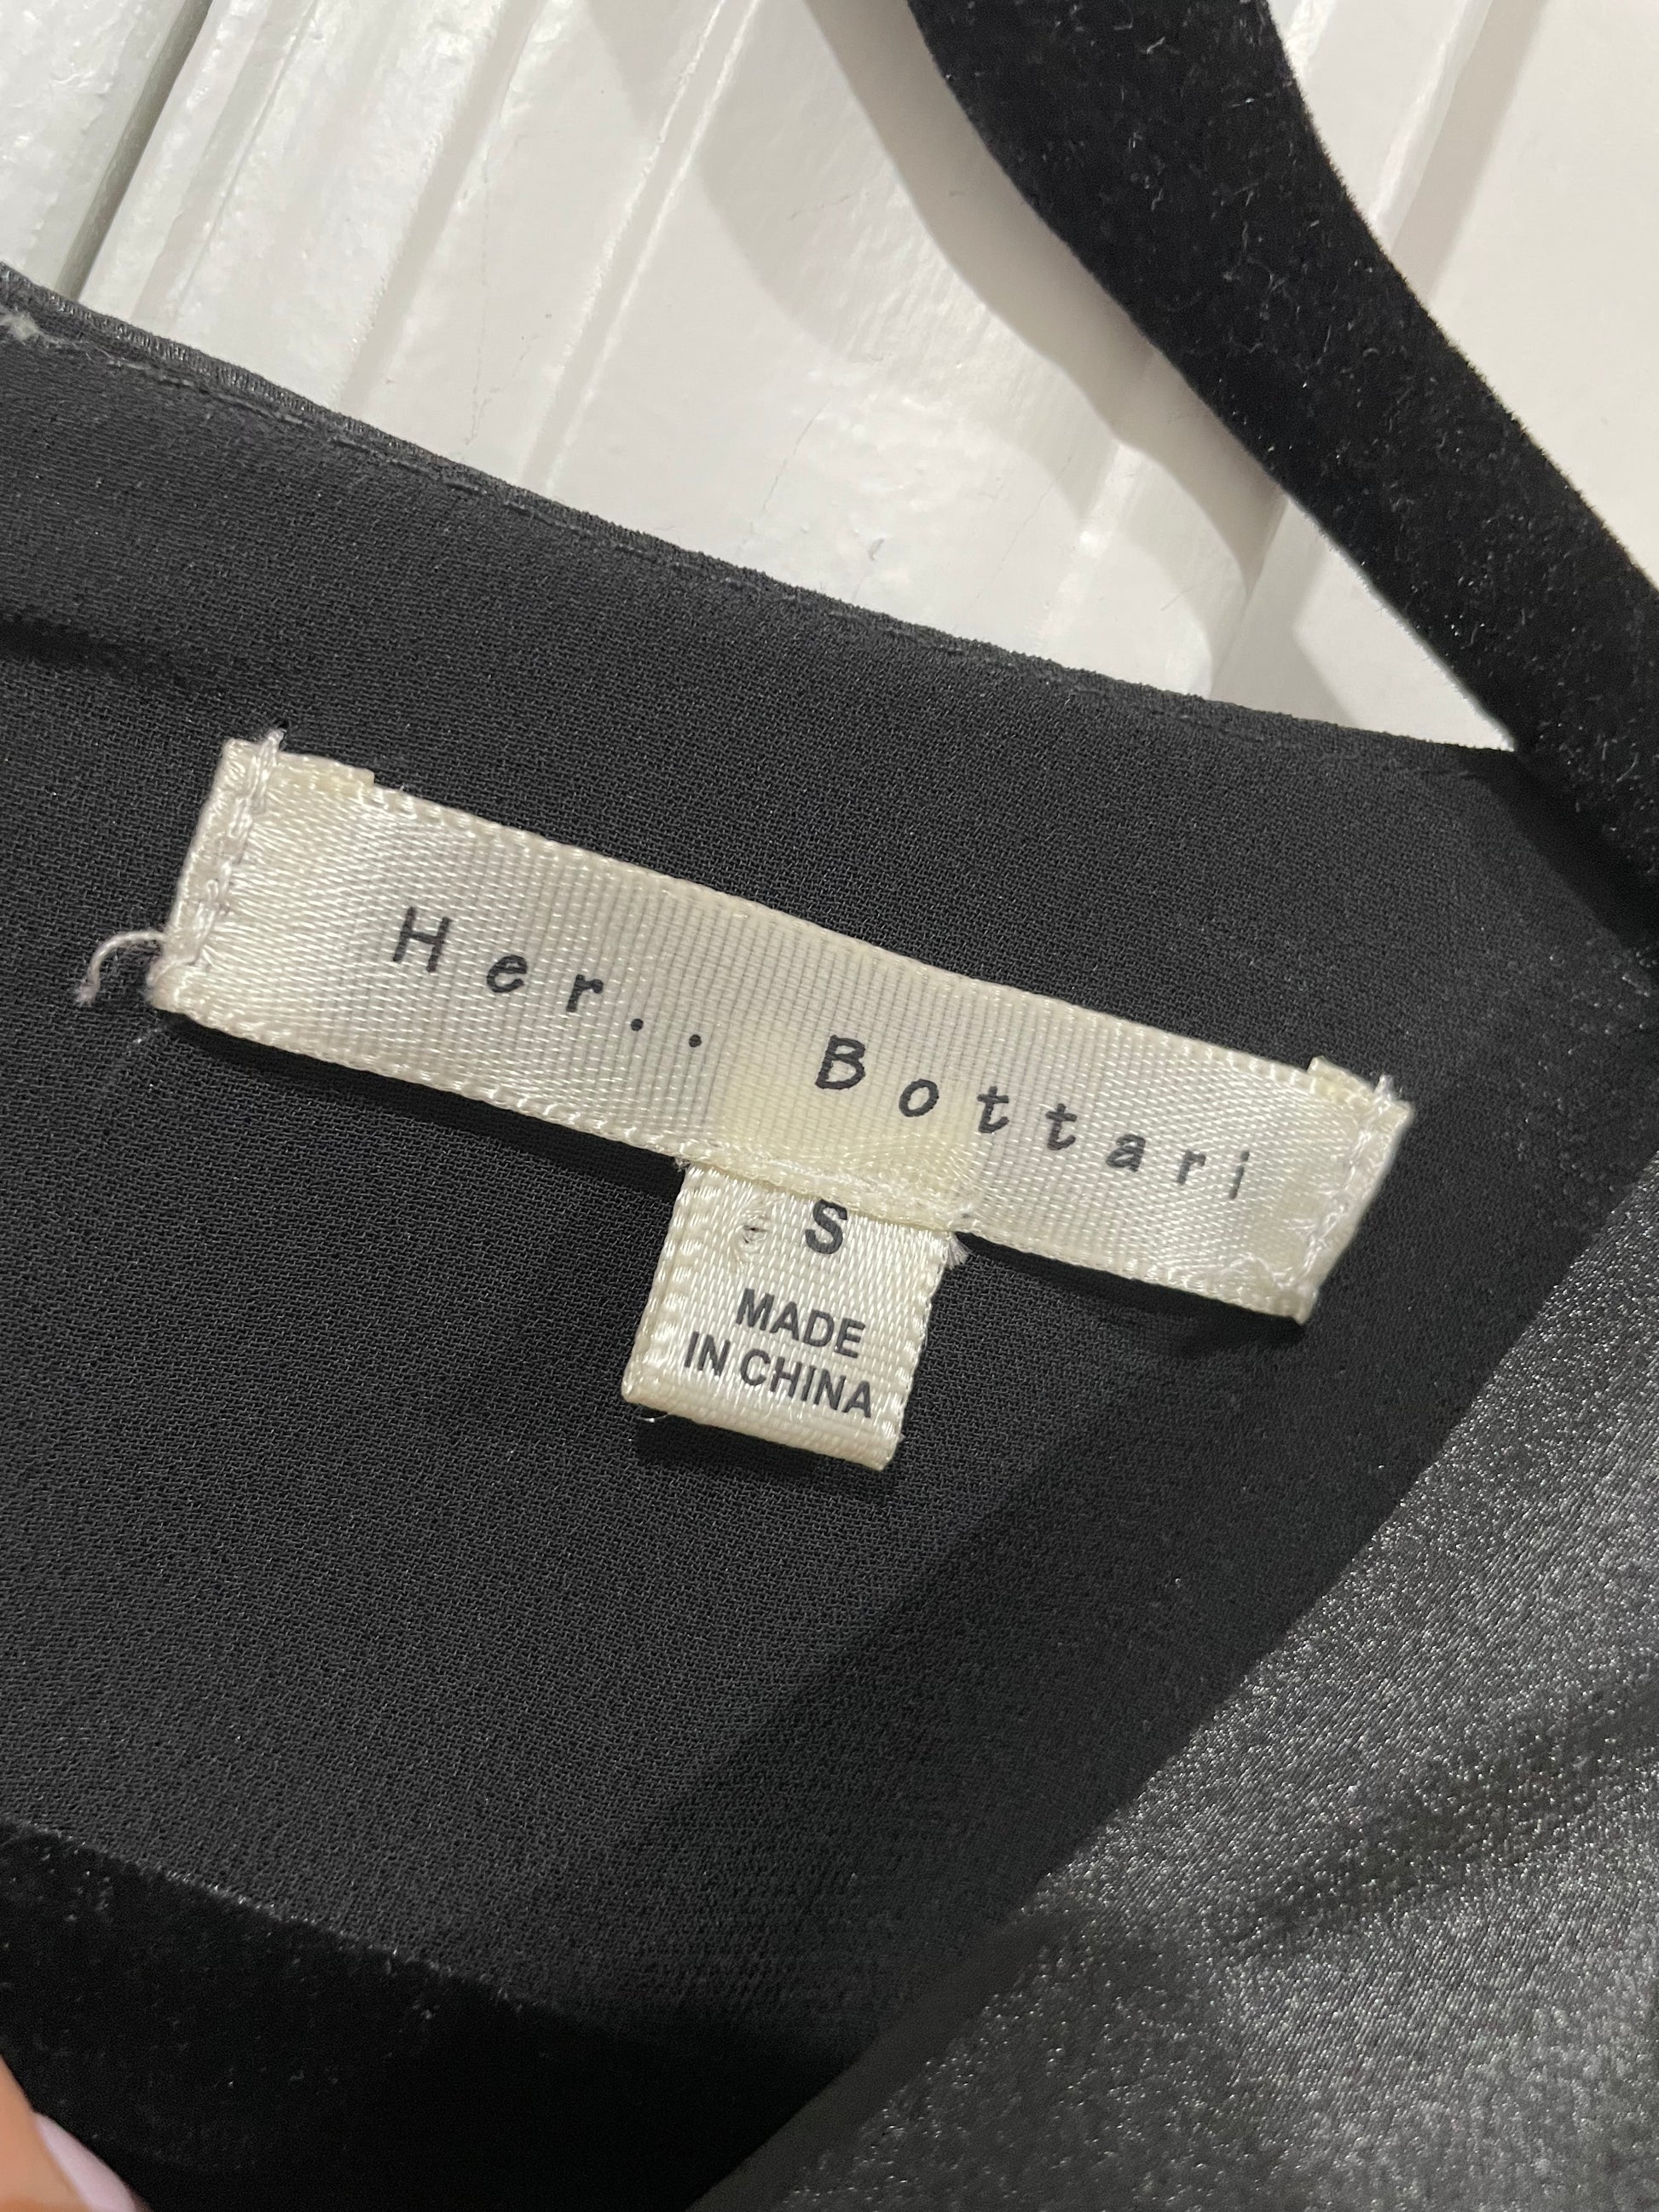 Her.. Bottari
S
MADE
IN CHINA